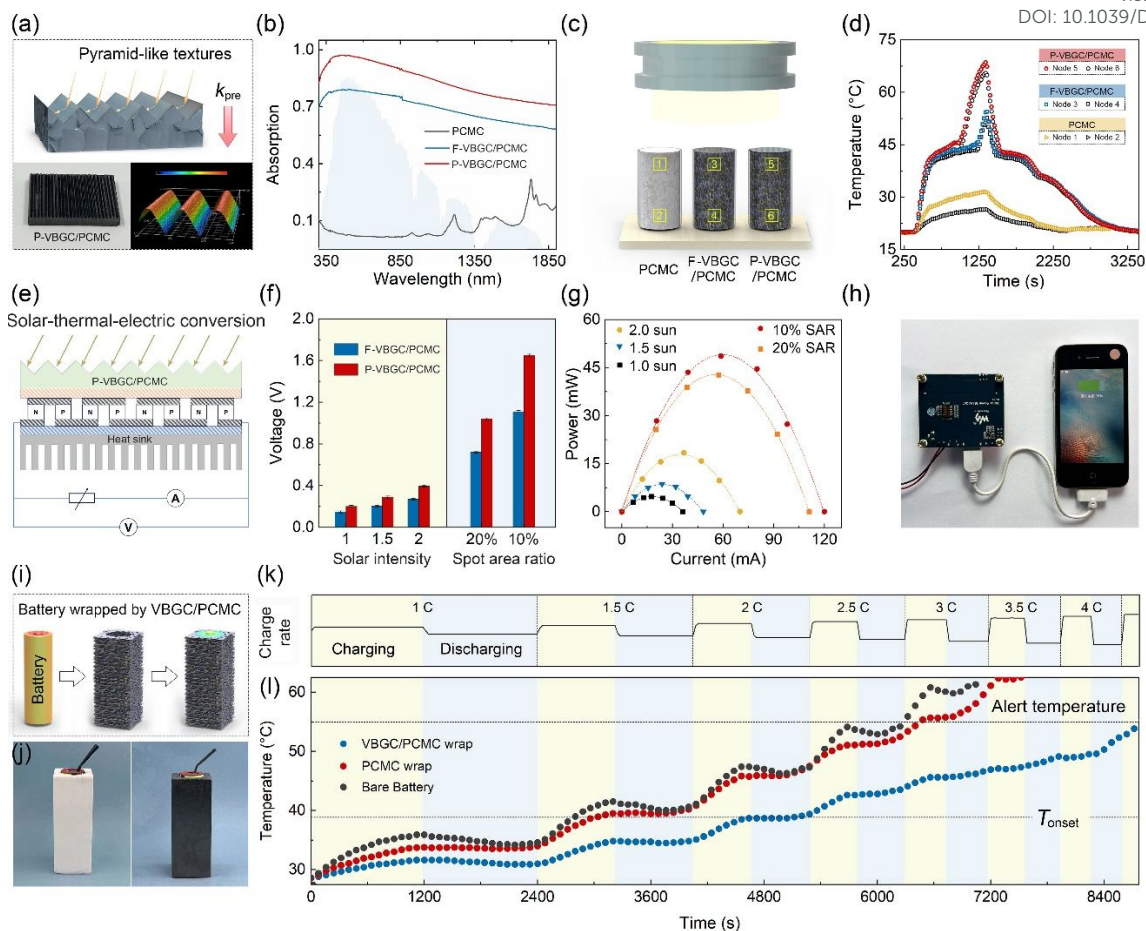 DOI: 10.1039/D
(a)
Pyramid-like textures
kpre
P-VBGC/PCMC
(b)
Absorption
1.0
0.7
0.4
0.1
PCMC
F-VBGC/PCMC
P-VBGC/PCMC
350 850 1350 1850
Wavelength (nm)
(c)
1 3 5
2 4 6
PCMC
F-VBGC
/PCMC
P-VBGC
/PCMC
(d)
Temperature (°C)
75
60
45
30
15
P-VBGC/PCMC
Node 5 Node 6
F-VBGC/PCMC
Node 3 Node 4
PCMC
Node 1 Node 2
250 1250 2250 3250
Time (s)
(e)
Solar-thermal-electric conversion
P-VBGC/PCMC
N P N P N P N P
Heat sink
A
V
(f)
Voltage (V)
2.0
1.6
1.2
0.8
0.4
0.0
F-VBGC/PCMC
P-VBGC/PCMC
1 1.5 2 20% 10%
Solar intensity Spot area ratio
(g)
Power (mW)
60
45
30
15
0
2.0 sun
1.5 sun
1.0 sun
10% SAR
20% SAR
0 30 60 90 120
Current (mA)
(h)
(i)
Battery wrapped by VBGC/PCMC
Battery
(j)
(k)
Charge
rate
1 C 1.5 C 2 C 2.5 C 3 C 3.5 C 4 C
Charging Discharging
(l)
Temperature (°C)
60
50
40
30
Alert temperature
VBGC/PCMC wrap
PCMC wrap
Bare Battery
Tonset
0 1200 2400 3600 4800 6000 7200 8400
Time (s)